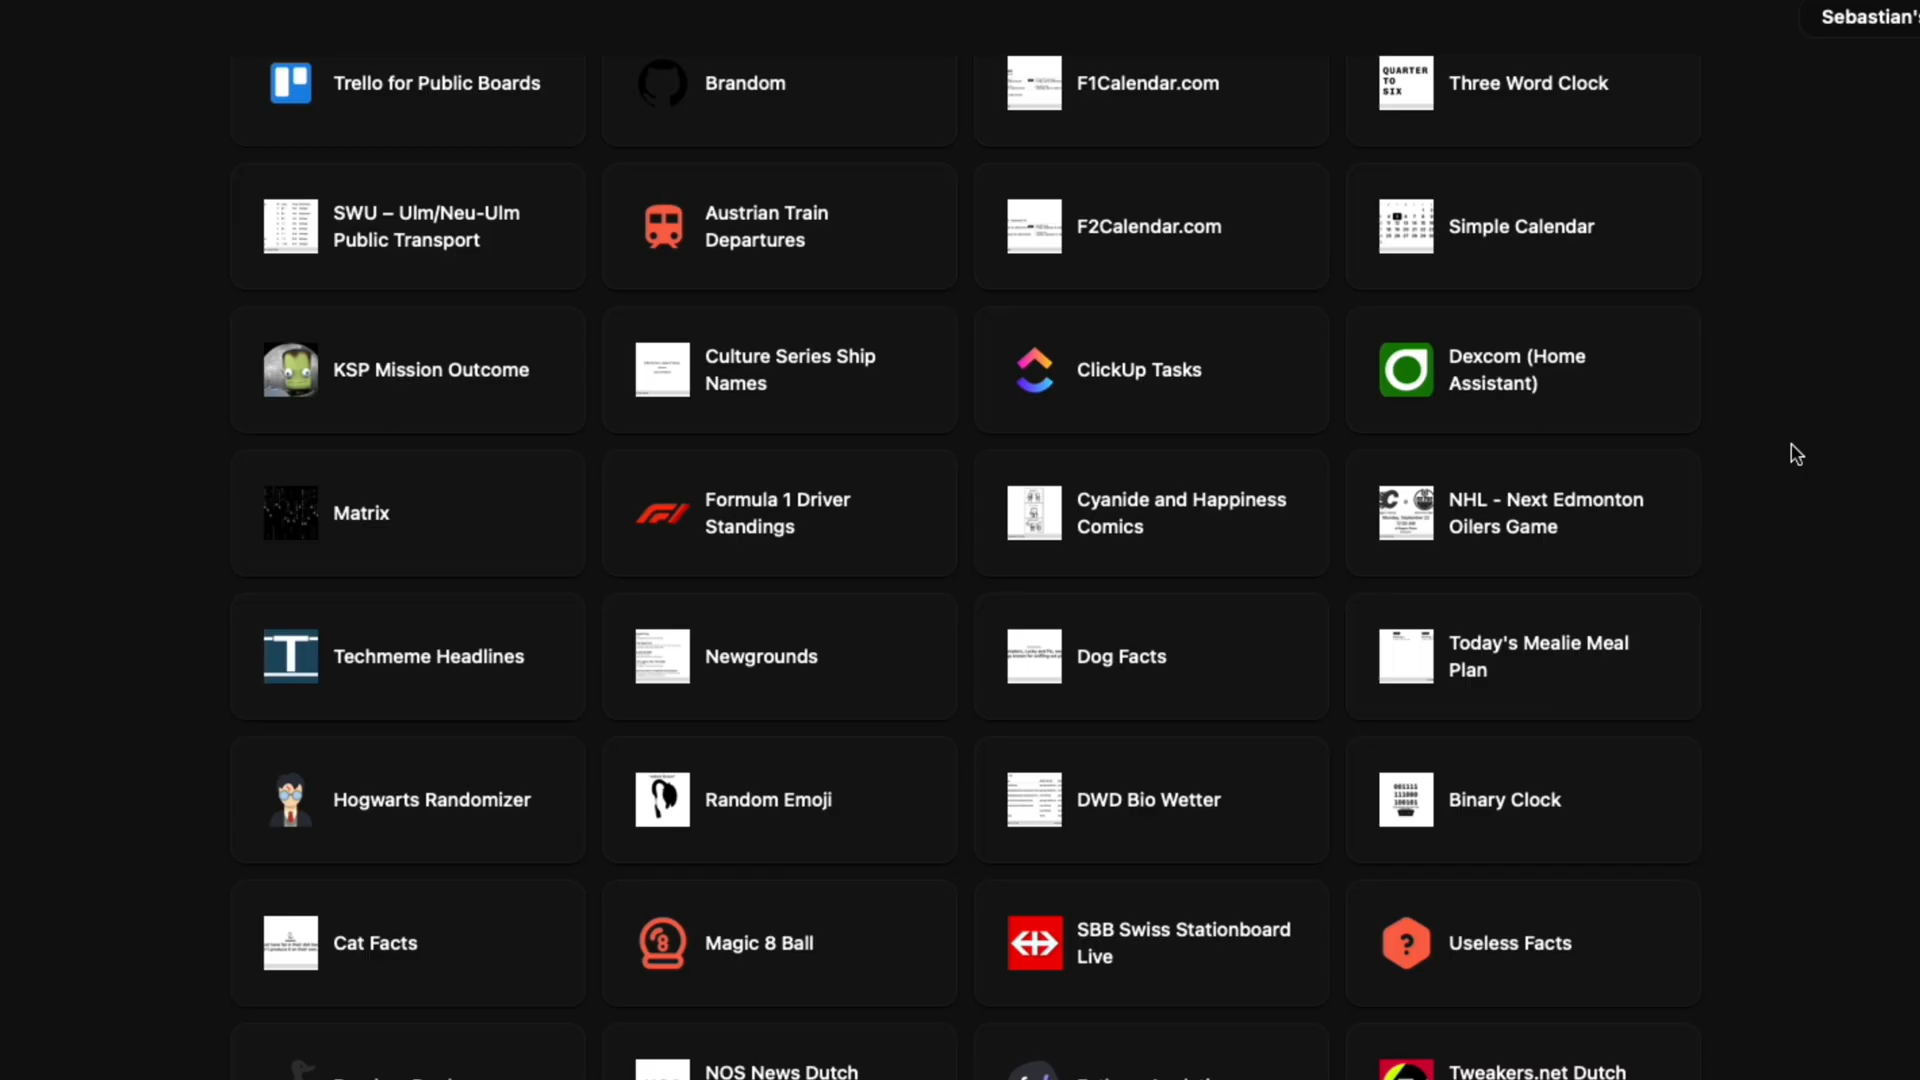 Sebastian's
Trello for Public Boards
Brandom
F1Calendar.com
QUARTER
TO
SIX
Three Word Clock
SWU – Ulm/Neu-Ulm
Public Transport
Austrian Train
Departures
F2Calendar.com
Simple Calendar
KSP Mission Outcome
Culture Series Ship
Names
ClickUp Tasks
Dexcom (Home
Assistant)
Matrix
Formula 1 Driver
Standings
Cyanide and Happiness
Comics
NHL - Next Edmonton
Oilers Game
Techmeme Headlines
Newgrounds
Dog Facts
Today's Mealie Meal
Plan
Hogwarts Randomizer
Random Emoji
DWD Bio Wetter
001111
111000
100101
Binary Clock
Cat Facts
8
Magic 8 Ball
SBB Swiss Stationboard
Live
?
Useless Facts
NOS News Dutch
Tweakers.net Dutch